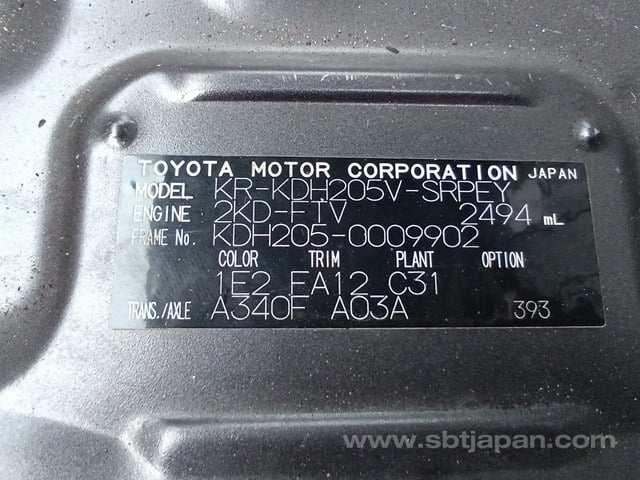 TOYOTA MOTOR CORPORATION JAPAN
MODEL KR-KDH205V-SRPEY
ENGINE 2KD-FTV 2494 mL
FRAME No. KDH205-0009902
COLOR TRIM PLANT OPTION
1E2 FA12 C31
TRANS./AXLE A340F A03A 393
www.sbtjapan.com